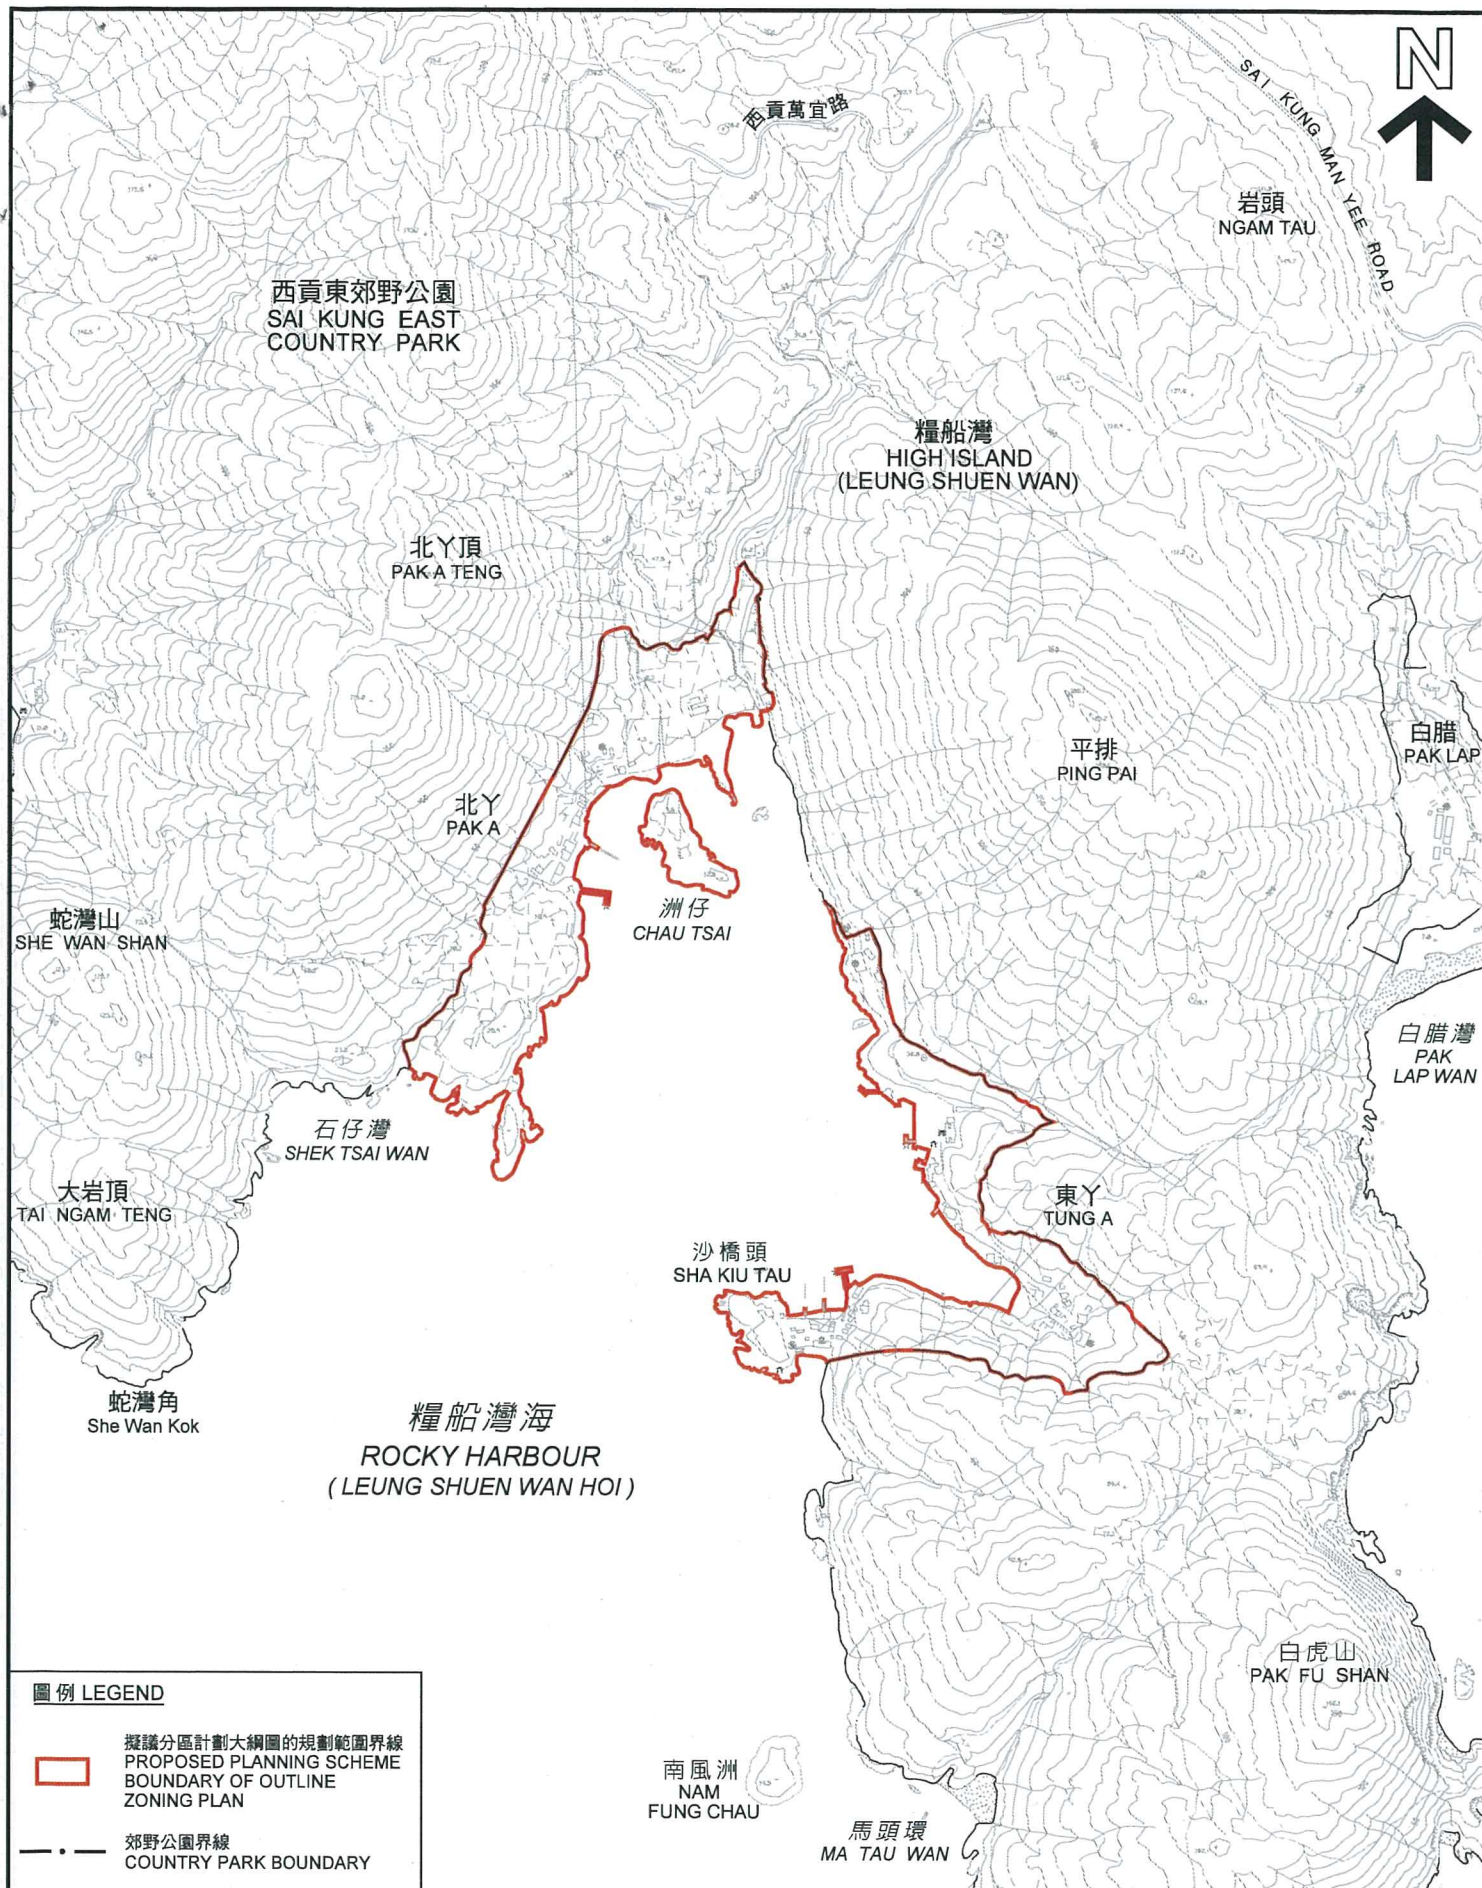 N
SAI KUNG MAN YEE ROAD
西貢萬宜路
岩頭
NGAM TAU
西貢東郊野公園
SAI KUNG EAST
COUNTRY PARK
糧船灣
HIGH ISLAND
(LEUNG SHUEN WAN)
北丫頂
PAK A TENG
白腊
PAK LAP
平排
PING PAI
北丫
PAK A
洲仔
CHAU TSAI
蛇灣山
SHE WAN SHAN
白腊灣
PAK
LAP WAN
石仔灣
SHEK TSAI WAN
大岩頂
TAI NGAM TENG
東丫
TUNG A
沙橋頭
SHA KIU TAU
蛇灣角
She Wan Kok
糧船灣海
ROCKY HARBOUR
( LEUNG SHUEN WAN HOI )
白虎山
PAK FU SHAN
南風洲
NAM
FUNG CHAU
馬頭環
MA TAU WAN
圖例 LEGEND
擬議分區計劃大綱圖的規劃範圍界線
PROPOSED PLANNING SCHEME
BOUNDARY OF OUTLINE
ZONING PLAN
郊野公園界線
COUNTRY PARK BOUNDARY